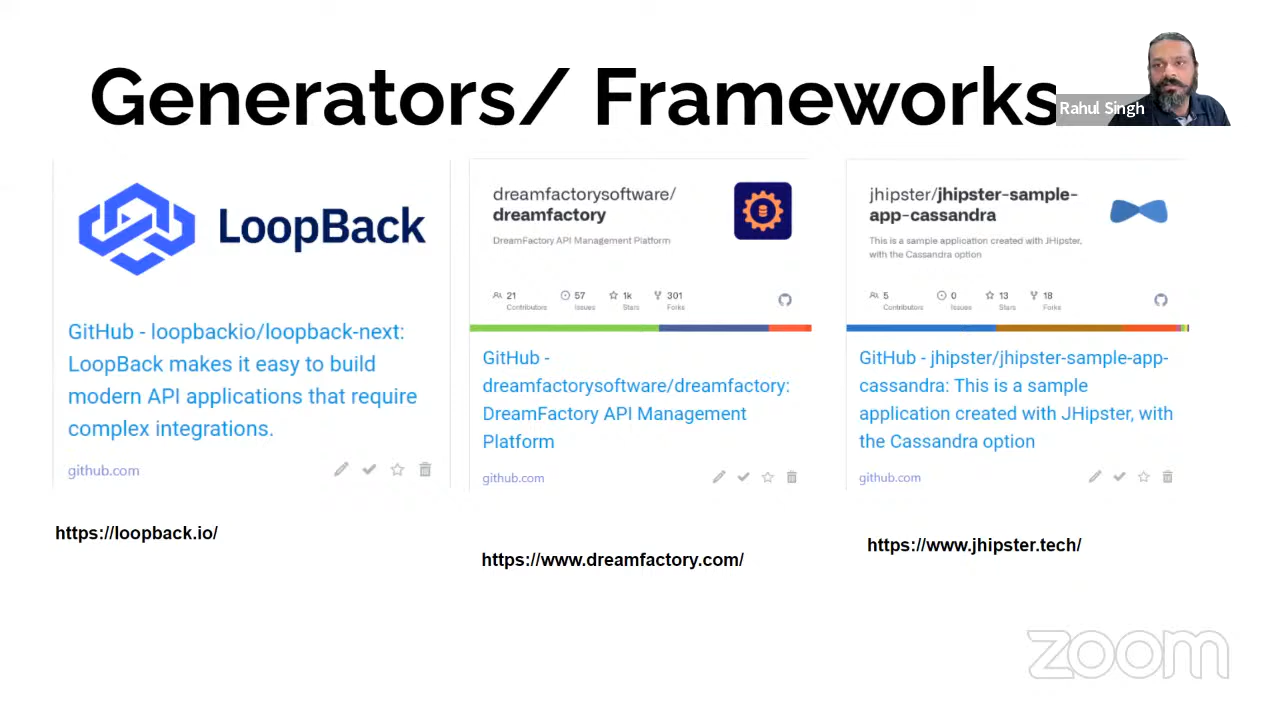 Generators/ Frameworks
Rahul Singh
LoopBack
GitHub - loopbackio/loopback-next:
LoopBack makes it easy to build
modern API applications that require
complex integrations.
github.com
https://loopback.io/
dreamfactorysoftware/
dreamfactory
DreamFactory API Management Platform
21 57 1k 301
Contributors Issues Stars Forks
GitHub -
dreamfactorysoftware/dreamfactory:
DreamFactory API Management
Platform
github.com
https://www.dreamfactory.com/
jhipster/jhipster-sample-
app-cassandra
This is a sample application created with JHipster,
with the Cassandra option
5 0 13 18
Contributors Issues Stars Forks
GitHub - jhipster/jhipster-sample-app-
cassandra: This is a sample
application created with JHipster, with
the Cassandra option
github.com
https://www.jhipster.tech/
zoom